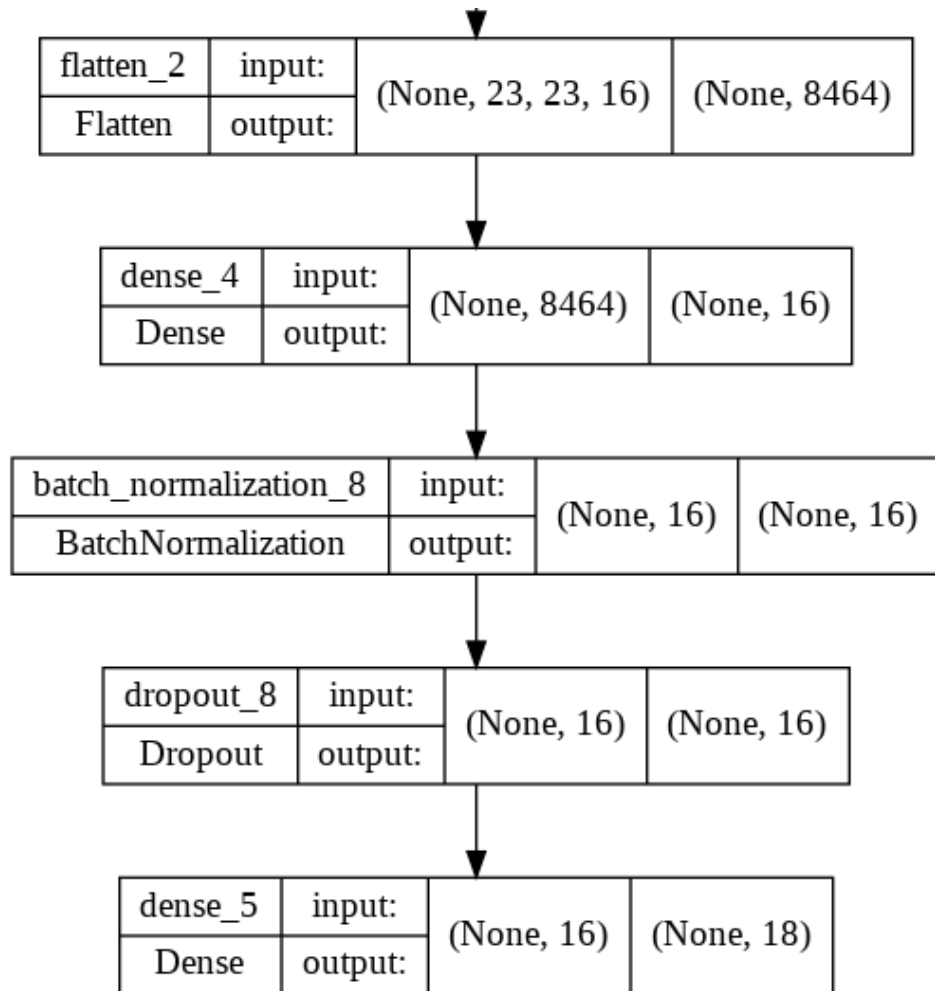 flatten_2 input: (None, 23, 23, 16) (None, 8464)
Flatten output:
dense_4 input: (None, 8464) (None, 16)
Dense output:
batch_normalization_8 input: (None, 16) (None, 16)
BatchNormalization output:
dropout_8 input: (None, 16) (None, 16)
Dropout output:
dense_5 input: (None, 16) (None, 18)
Dense output: